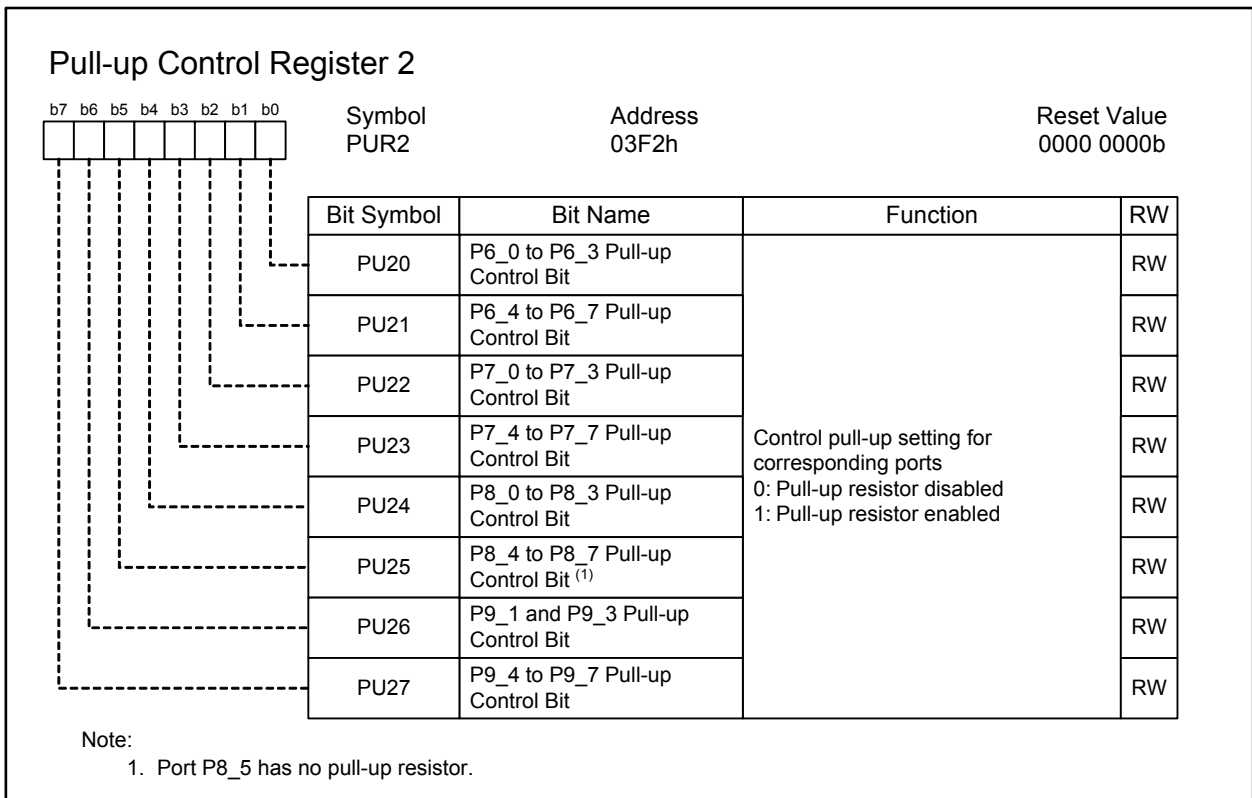 Pull-up Control Register 2
b7 b6 b5 b4 b3 b2 b1 b0
Symbol Address Reset Value
PUR2 03F2h 0000 0000b
Bit Symbol Bit Name Function RW
PU20 P6_0 to P6_3 Pull-up Control Bit RW
PU21 P6_4 to P6_7 Pull-up Control Bit RW
PU22 P7_0 to P7_3 Pull-up Control Bit RW
PU23 P7_4 to P7_7 Pull-up Control Bit RW
PU24 P8_0 to P8_3 Pull-up Control Bit RW
PU25 P8_4 to P8_7 Pull-up Control Bit (1) RW
PU26 P9_1 and P9_3 Pull-up Control Bit RW
PU27 P9_4 to P9_7 Pull-up Control Bit RW
Control pull-up setting for
corresponding ports
0: Pull-up resistor disabled
1: Pull-up resistor enabled
Note:
1. Port P8_5 has no pull-up resistor.